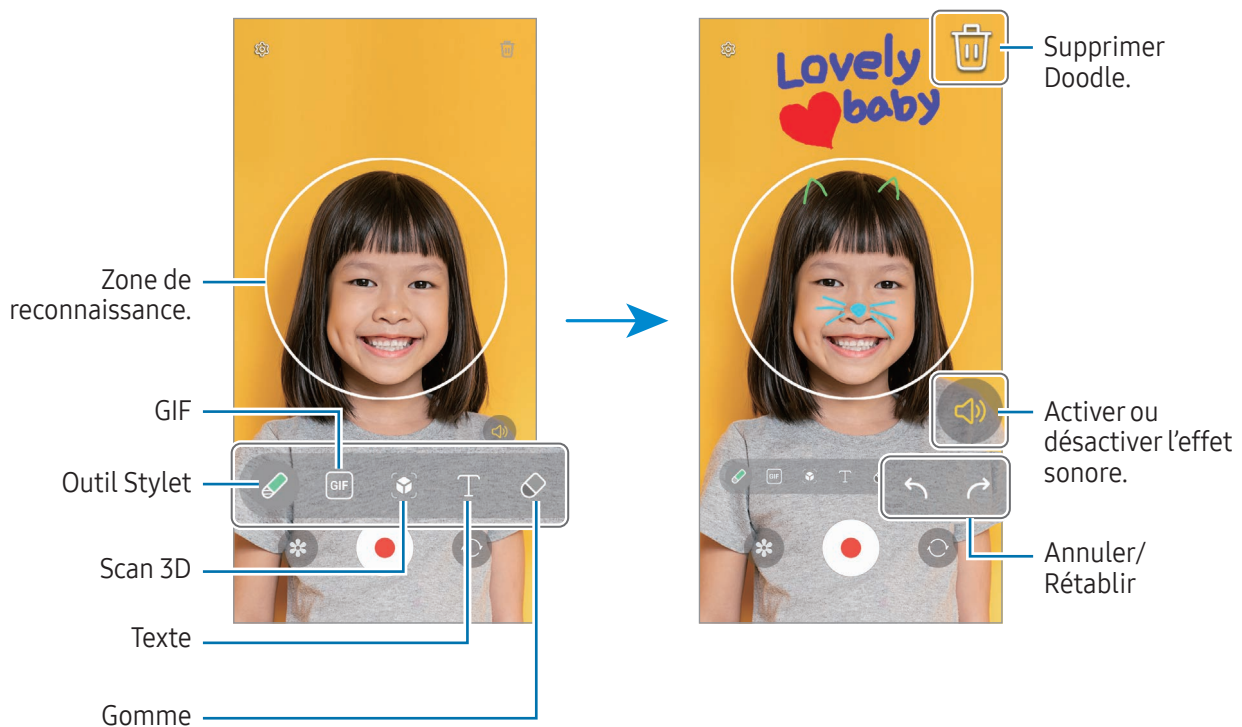 Lovely
baby
Supprimer
Doodle.
Zone de
reconnaissance.
GIF
GIF
Outil Stylet
T
GIF
T
Activer ou
désactiver l’effet
sonore.
Scan 3D
Annuler/
Rétablir
Texte
Gomme